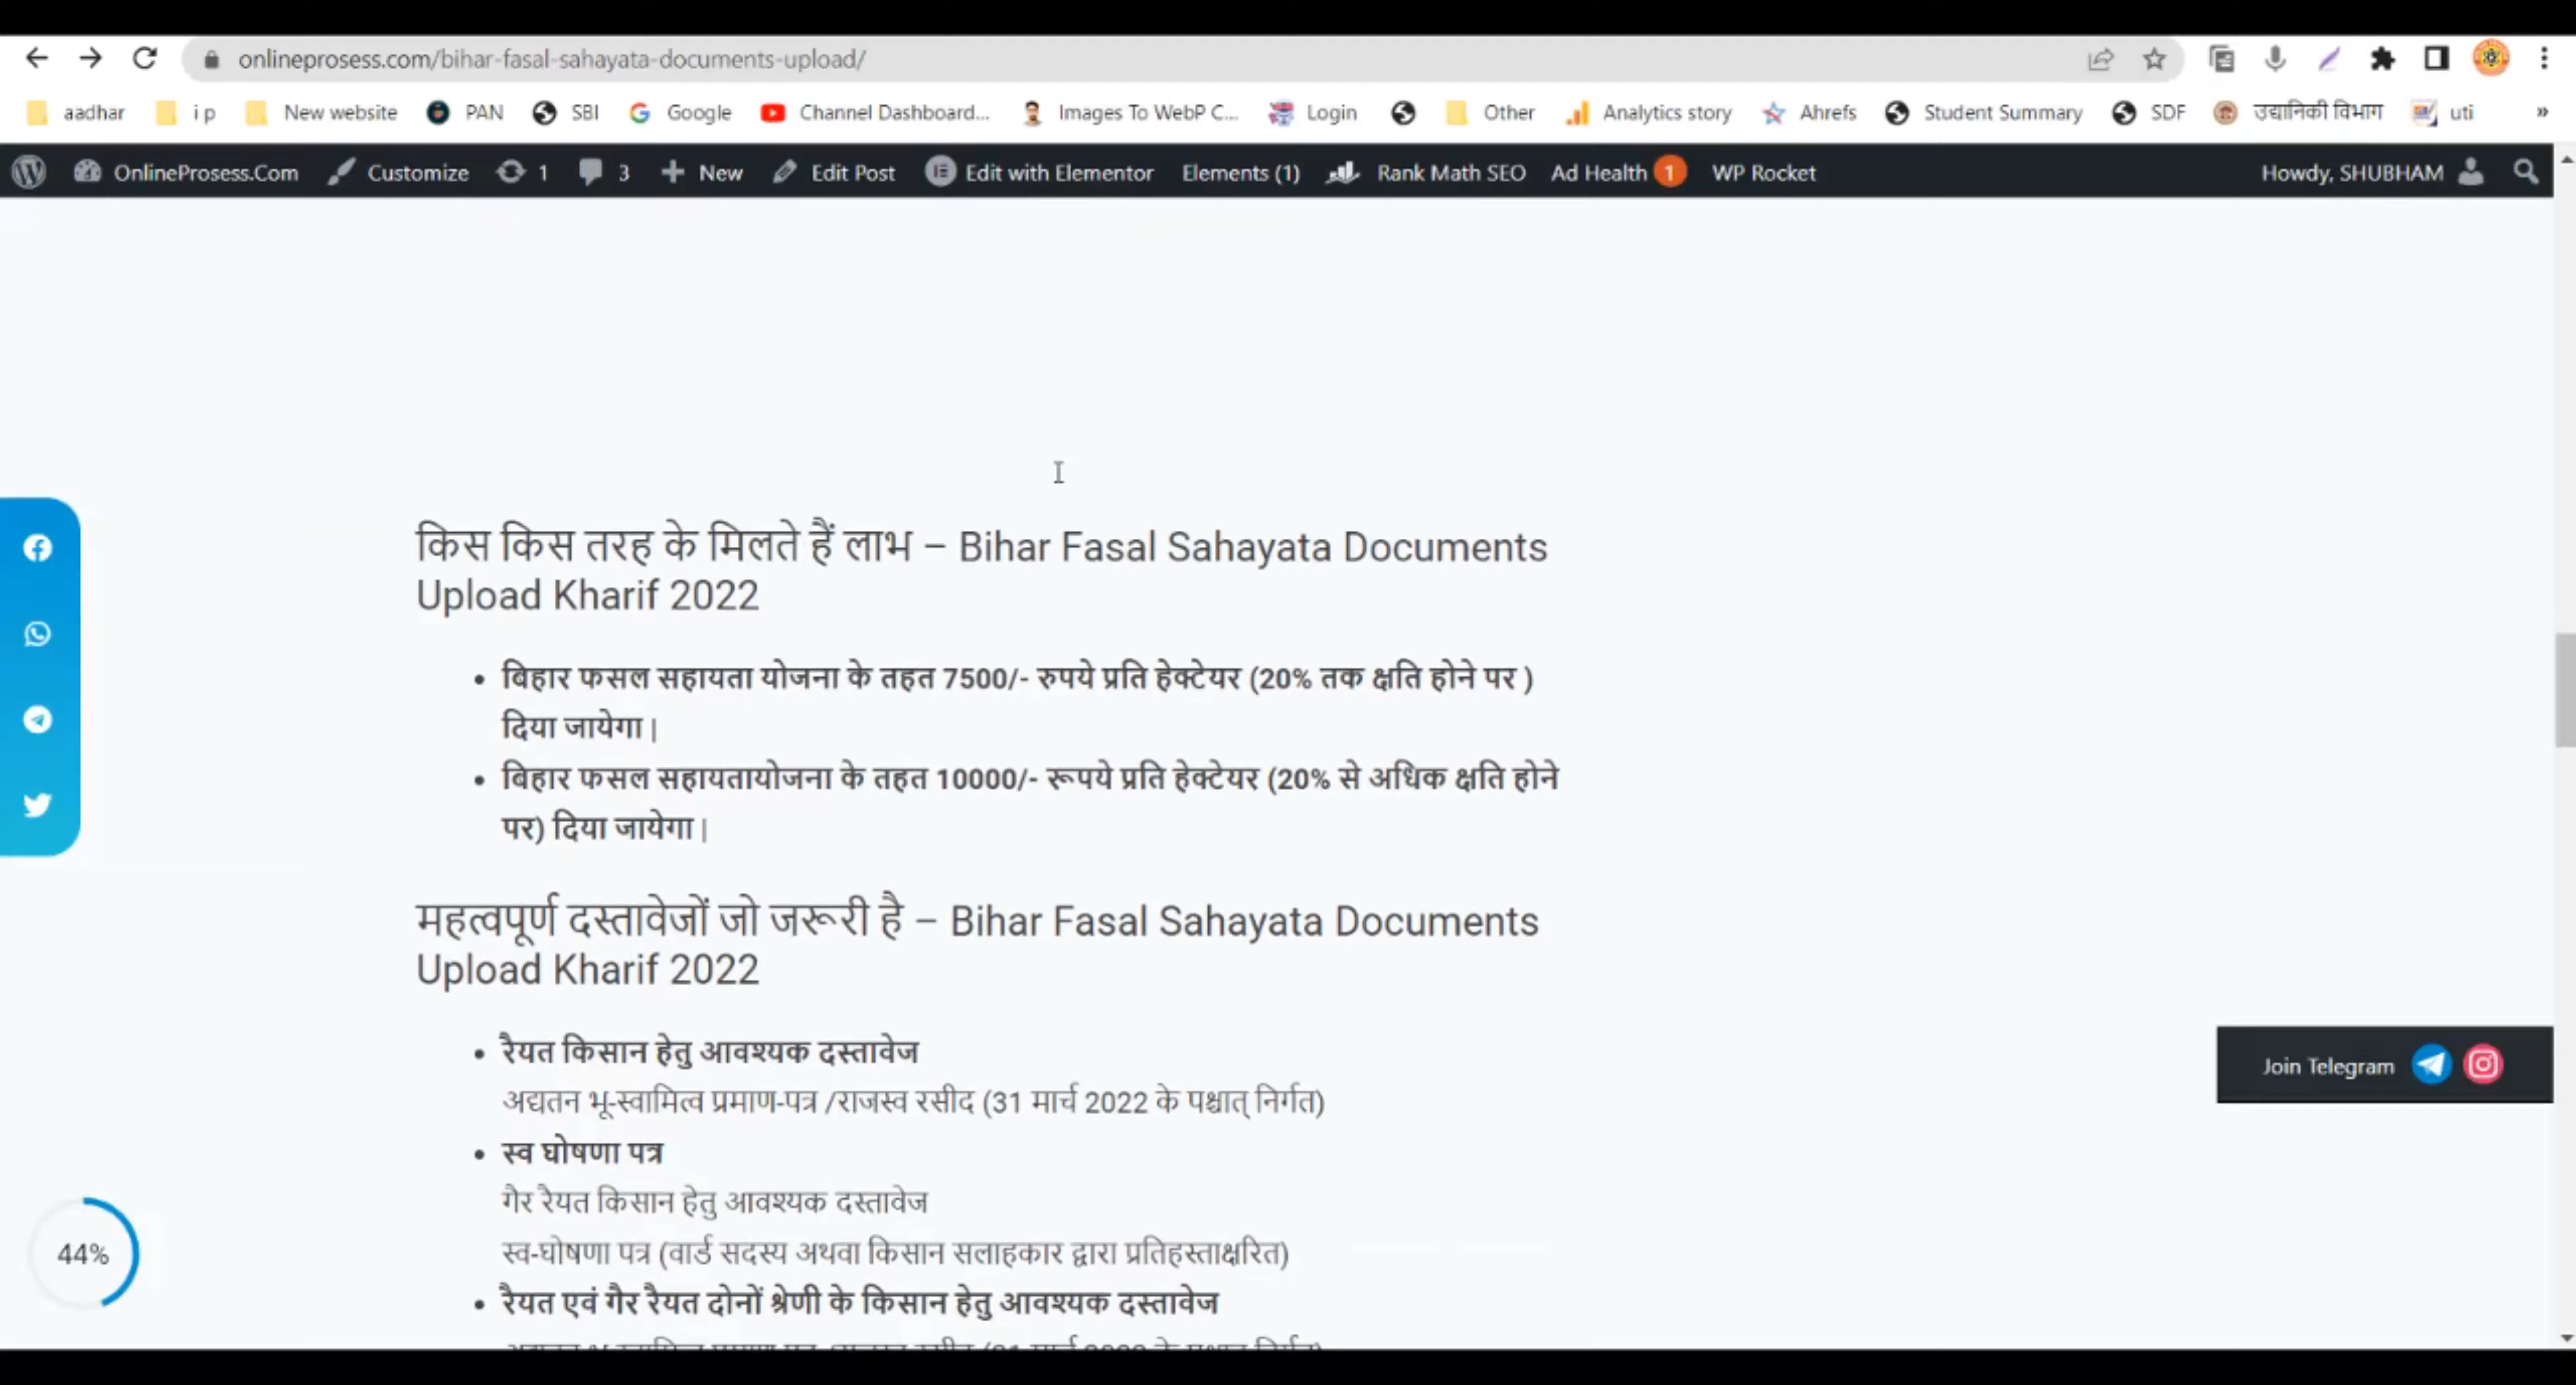 onlineprosess.com/bihar-fasal-sahayata-documents-upload/
aadhar i p New website PAN SBI Google Channel Dashboard... Images To WebP C... Login Other Analytics story Ahrefs Student Summary SDF उद्यानिकी विभाग uti »
OnlineProsess.Com Customize 1 3 New Edit Post Edit with Elementor Elements (1) Rank Math SEO Ad Health 1 WP Rocket Howdy, SHUBHAM
किस किस तरह के मिलते हैं लाभ – Bihar Fasal Sahayata Documents
Upload Kharif 2022
• बिहार फसल सहायता योजना के तहत 7500/- रुपये प्रति हेक्टेयर (20% तक क्षति होने पर )
दिया जायेगा |
• बिहार फसल सहायतायोजना के तहत 10000/- रूपये प्रति हेक्टेयर (20% से अधिक क्षति होने
पर) दिया जायेगा |
महत्वपूर्ण दस्तावेजों जो जरूरी है – Bihar Fasal Sahayata Documents
Upload Kharif 2022
• रैयत किसान हेतु आवश्यक दस्तावेज
अद्यतन भू-स्वामित्व प्रमाण-पत्र /राजस्व रसीद (31 मार्च 2022 के पश्चात् निर्गत)
Join Telegram
• स्व घोषणा पत्र
गैर रैयत किसान हेतु आवश्यक दस्तावेज
स्व-घोषणा पत्र (वार्ड सदस्य अथवा किसान सलाहकार द्वारा प्रतिहस्ताक्षरित)
44%
• रैयत एवं गैर रैयत दोनों श्रेणी के किसान हेतु आवश्यक दस्तावेज